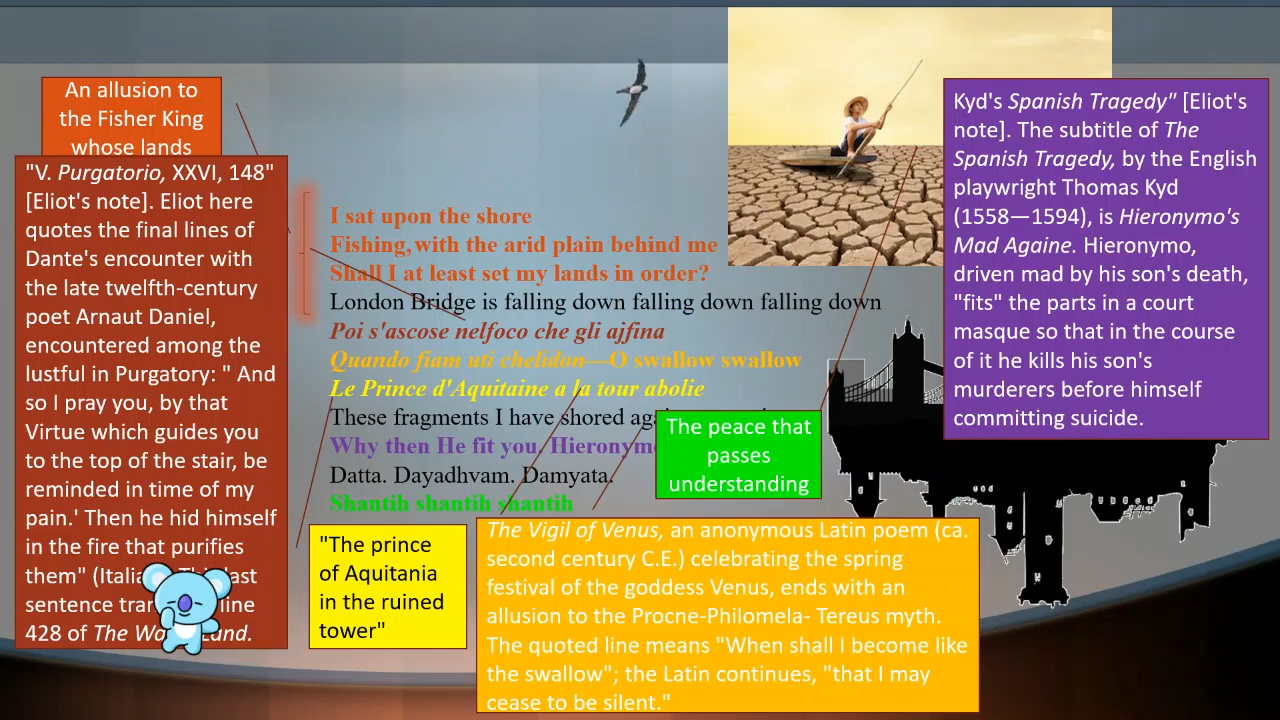 An allusion to
the Fisher King
whose lands
"V. Purgatorio, XXVI, 148"
[Eliot's note]. Eliot here
quotes the final lines of
Dante's encounter with
the late twelfth-century
poet Arnaut Daniel,
encountered among the
lustful in Purgatory: " And
so I pray you, by that
Virtue which guides you
to the top of the stair, be
reminded in time of my
pain.' Then he hid himself
in the fire that purifies
them" last
sentence line
428 of The
I sat upon the shore
Fishing, with the arid plain behind me
Shall I at least set my lands in order?
London Bridge is falling down falling down falling down
Poi s'ascose nelfoco che gli ajfina
Quando fiam uti chelidon—O swallow swallow
Le Prince d'Aquitaine a la tour abolie
These fragments I have shored
Why then He fit you. Hieronymo
Datta. Dayadhvam. Damyata.
Shantih shantih shantih
The peace that
passes
understanding
"The prince
of Aquitania
in the ruined
tower"
The Vigil of Venus, an anonymous Latin poem (ca.
second century C.E.) celebrating the spring
festival of the goddess Venus, ends with an
allusion to the Procne-Philomela- Tereus myth.
The quoted line means "When shall I become like
the swallow"; the Latin continues, "that I may
cease to be silent."
Kyd's Spanish Tragedy" [Eliot's
note]. The subtitle of The
Spanish Tragedy, by the English
playwright Thomas Kyd
(1558—1594), is Hieronymo's
Mad Againe. Hieronymo,
driven mad by his son's death,
"fits" the parts in a court
masque so that in the course
of it he kills his son's
murderers before himself
committing suicide.